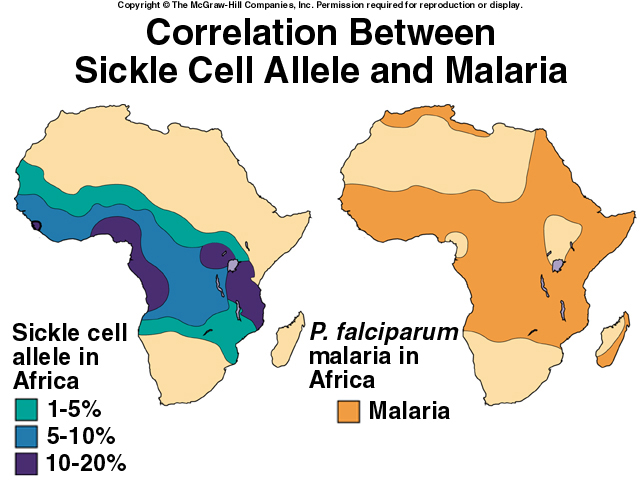 Copyright © The McGraw-Hill Companies, Inc. Permission required for reproduction or display.
Correlation Between
Sickle Cell Allele and Malaria
Sickle cell
allele in
Africa
1-5%
5-10%
10-20%
P. falciparum
malaria in
Africa
Malaria